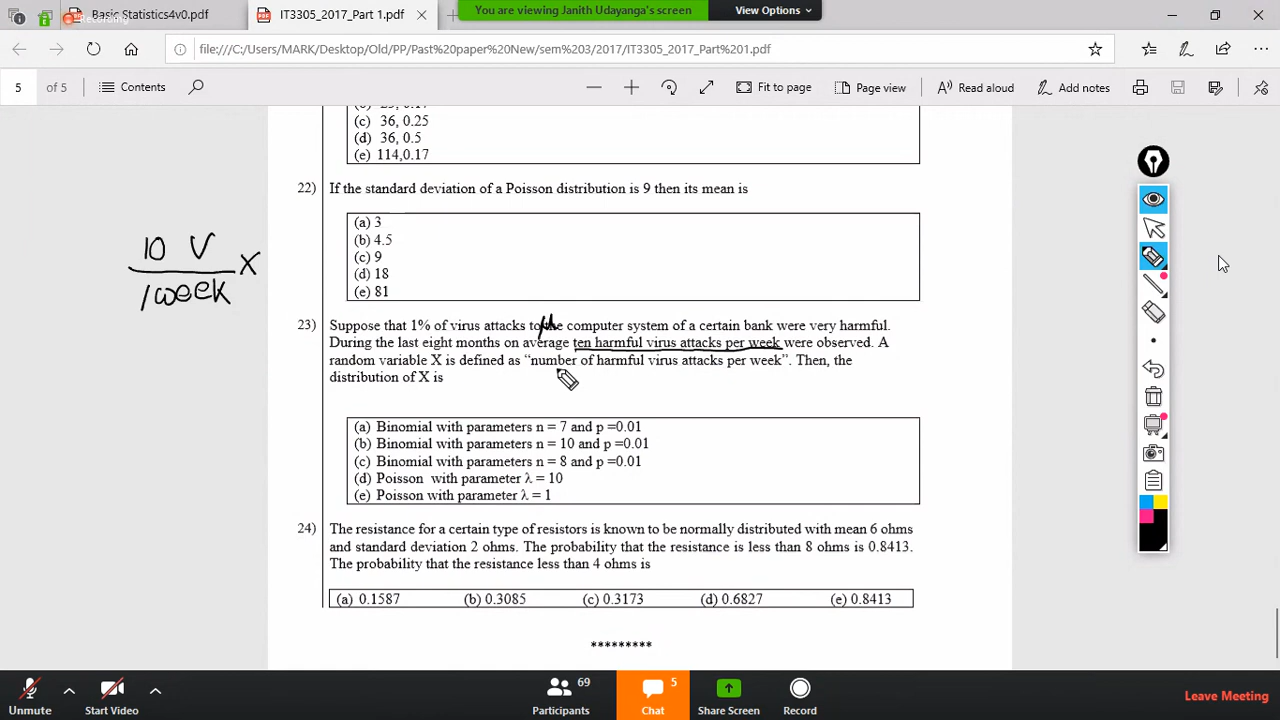 Basic Statistics4v0.pdf
IT3305_2017_Part 1.pdf
You are viewing Janith Udayanga's screen
View Options
file:///C:/Users/MARK/Desktop/Old/PP/Past%20paper%20New/sem%203/2017/IT3305_2017_Part%201.pdf
5 of 5
Contents
Fit to page
Page view
Read aloud
Add notes
(c) 36, 0.25
(d) 36, 0.5
(e) 114,0.17
22) If the standard deviation of a Poisson distribution is 9 then its mean is
(a) 3
(b) 4.5
(c) 9
(d) 18
(e) 81
10 V
1 week
X
23) Suppose that 1% of virus attacks to the computer system of a certain bank were very harmful.
μ
During the last eight months on average ten harmful virus attacks per week were observed. A
random variable X is defined as “number of harmful virus attacks per week”. Then, the
distribution of X is
(a) Binomial with parameters n = 7 and p =0.01
(b) Binomial with parameters n = 10 and p =0.01
(c) Binomial with parameters n = 8 and p =0.01
(d) Poisson with parameter λ = 10
(e) Poisson with parameter λ = 1
24) The resistance for a certain type of resistors is known to be normally distributed with mean 6 ohms
and standard deviation 2 ohms. The probability that the resistance is less than 8 ohms is 0.8413.
The probability that the resistance less than 4 ohms is
(a) 0.1587 (b) 0.3085 (c) 0.3173 (d) 0.6827 (e) 0.8413
*********
Unmute
Start Video
69
Participants
5
Chat
Share Screen
Record
Leave Meeting